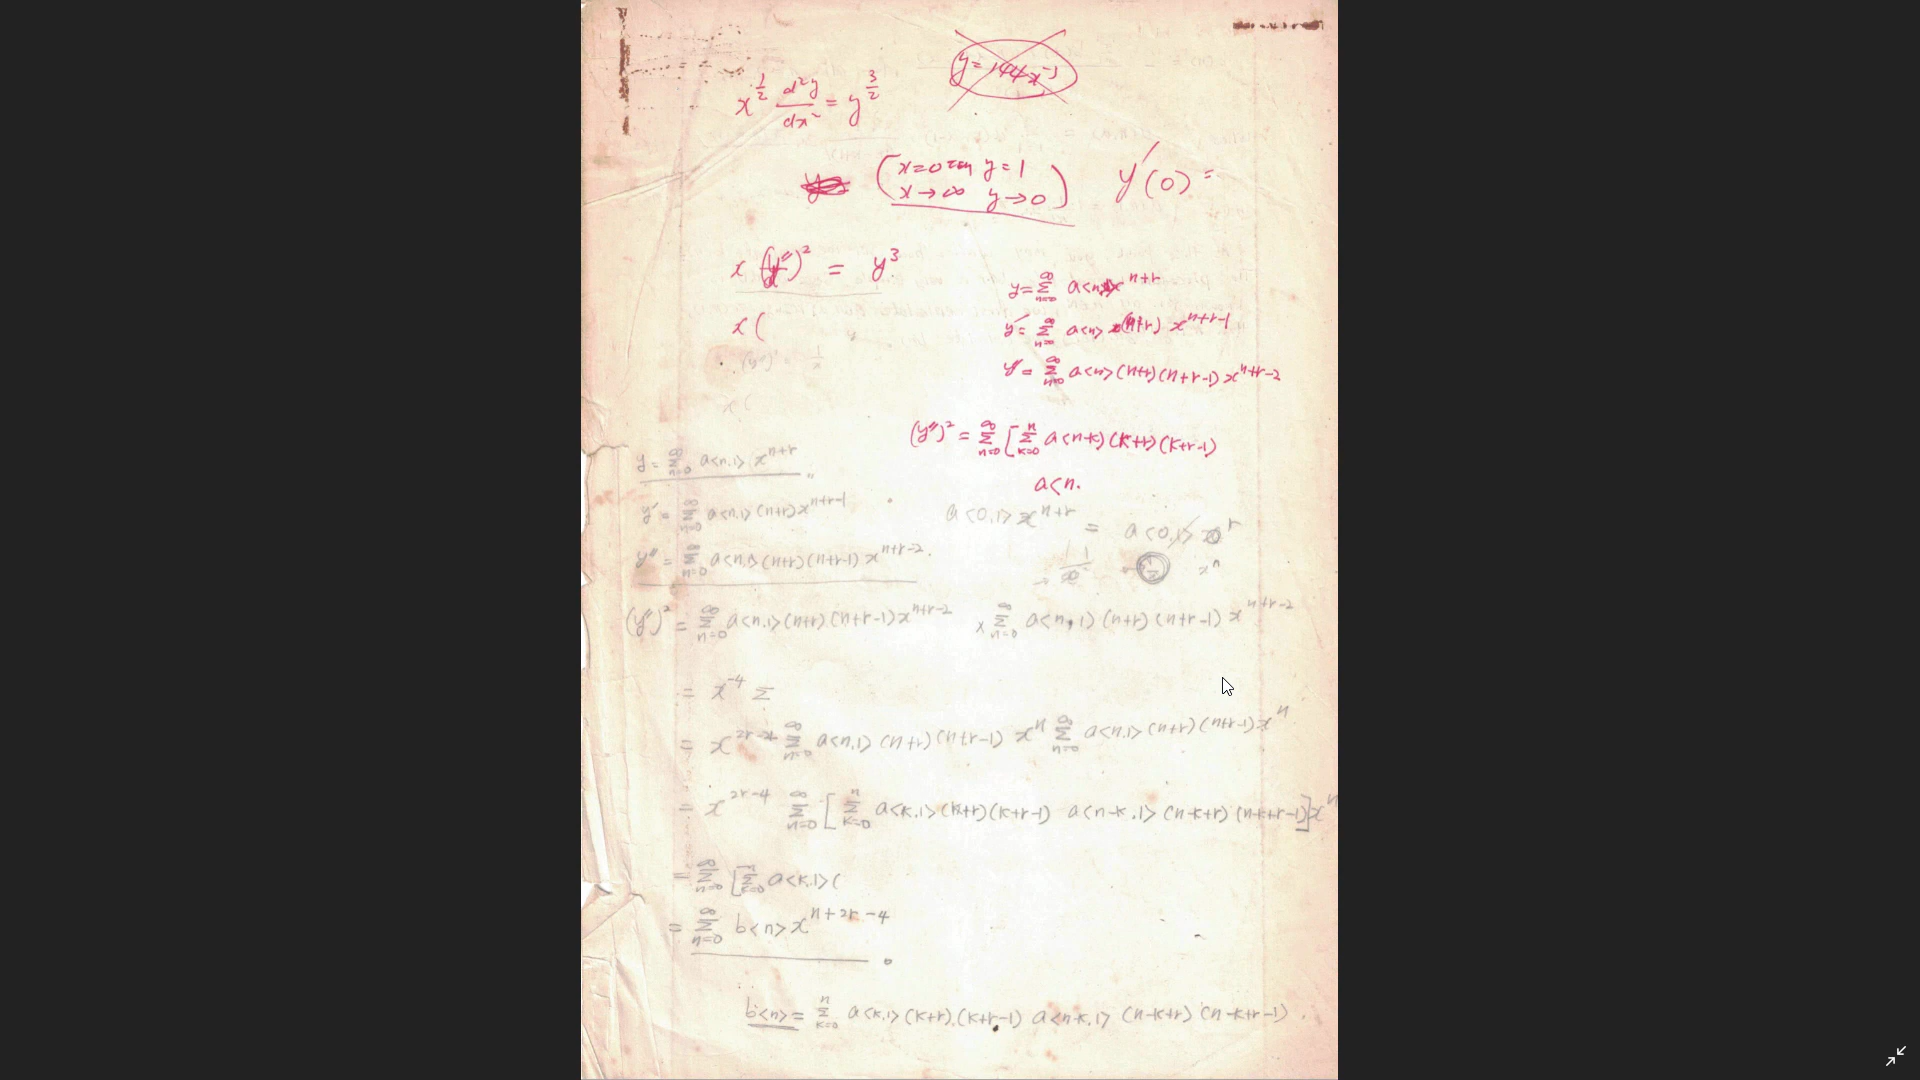 y = 144x⁻³
x^{1/2} d²y/dx² = y^{3/2}
(x=0 y=1
x→∞ y→0) y'(0) =
x (y'')² = y³
y = Σ_{n=0}^{∞} a<n> x^{n+r}
x (
y' = Σ_{n=0}^{∞} a<n> (n+r) x^{n+r-1}
y'' = Σ_{n=0}^{∞} a<n>(n+r)(n+r-1) x^{n+r-2}
x (
(y'')² = Σ_{n=0}^{∞} [Σ_{k=0}^{n} a<n-k>(k+r)(k+r-1)
a<n.
y = Σ_{n=0}^{∞} a<n,1> x^{n+r}
y' = Σ_{n=0}^{∞} a<n,1>(n+r)x^{n+r-1}
a<0,1> x^{n+r} = a<0,1> x^r
y'' = Σ_{n=0}^{∞} a<n,1>(n+r)(n+r-1) x^{n+r-2}.
x^n
(y'')² = Σ_{n=0}^{∞} a<n,1>(n+r)(n+r-1)x^{n+r-2} × Σ_{n=0}^{∞} a<n,1>(n+r)(n+r-1) x^{n+r-2}
= x^{-4} Σ
= x^{2r-4} Σ_{n=0}^{∞} a<n,1>(n+r)(n+r-1) x^n Σ_{n=0}^{∞} a<n,1>(n+r)(n+r-1)x^n
= x^{2r-4} Σ_{n=0}^{∞} [Σ_{k=0}^{n} a<k,1>(k+r)(k+r-1) a<n-k,1>(n-k+r)(n-k+r-1)]x^n
= Σ_{n=0}^{∞} [Σ_{k=0} a<k,1>(
= Σ_{n=0}^{∞} b<n> x^{n+2r-4}
b<n> = Σ_{k=0}^{n} a<k,1>(k+r).(k+r-1) a<n-k,1> (n-k+r)(n-k+r-1).